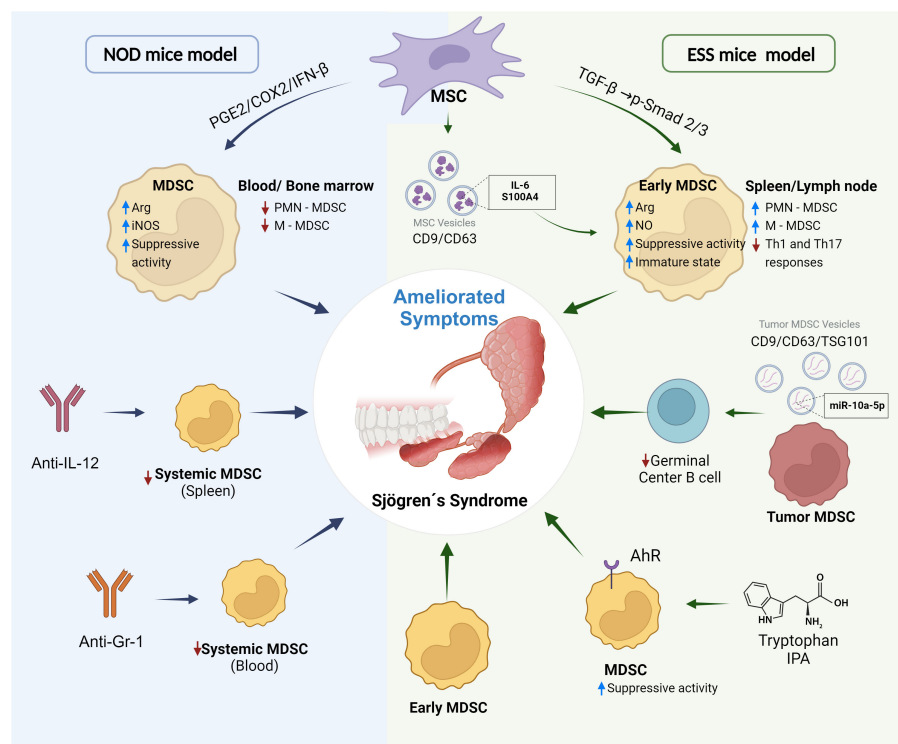 NOD mice model
ESS mice model
PGE2/COX2/IFN-β
MSC
TGF-β →p-Smad 2/3
MDSC
Arg
iNOS
Suppressive
activity
Blood/ Bone marrow
PMN - MDSC
M - MDSC
MSC Vesicles
CD9/CD63
IL-6
S100A4
Early MDSC
Arg
NO
Suppressive activity
Immature state
Spleen/Lymph node
PMN - MDSC
M - MDSC
Th1 and Th17
responses
Ameliorated
Symptoms
Sjögren´s Syndrome
Anti-IL-12
Systemic MDSC
(Spleen)
Tumor MDSC Vesicles
CD9/CD63/TSG101
miR-10a-5p
Germinal
Center B cell
Tumor MDSC
Anti-Gr-1
Systemic MDSC
(Blood)
Early MDSC
AhR
MDSC
Suppressive activity
O
OH
NH2
HN
Tryptophan
IPA